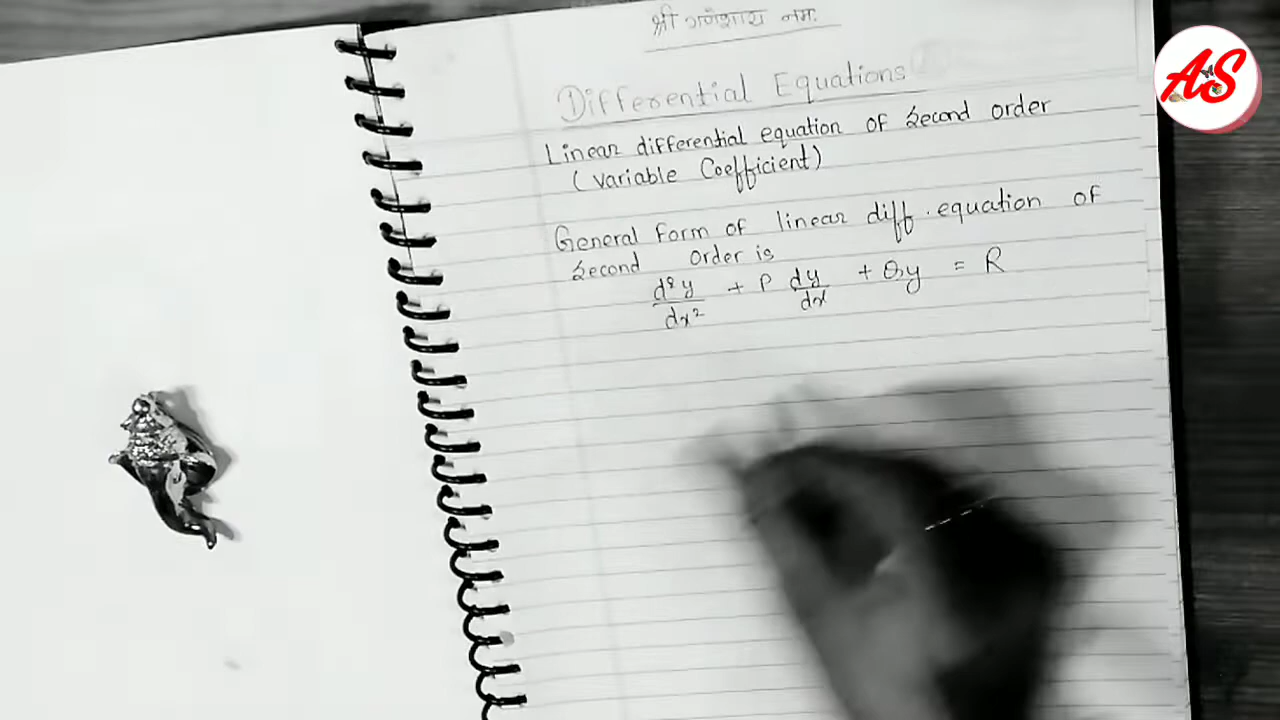 श्री गणेशाय नमः
AS
Differential Equations
Linear differential equation of second order
(variable Coefficient)
General form of linear diff. equation of
second order is
d²y/dx² + P dy/dx + Qy = R